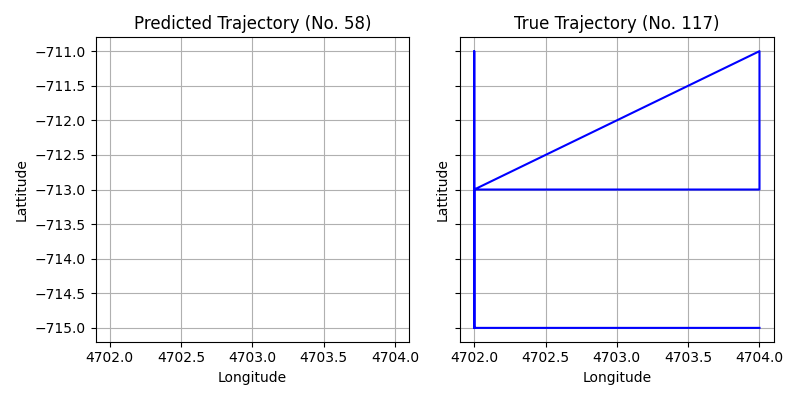 Predicted Trajectory (No. 58)
Lattitude
−711.0
−711.5
−712.0
−712.5
−713.0
−713.5
−714.0
−714.5
−715.0
4702.0 4702.5 4703.0 4703.5 4704.0
Longitude
True Trajectory (No. 117)
Lattitude
4702.0 4702.5 4703.0 4703.5 4704.0
Longitude